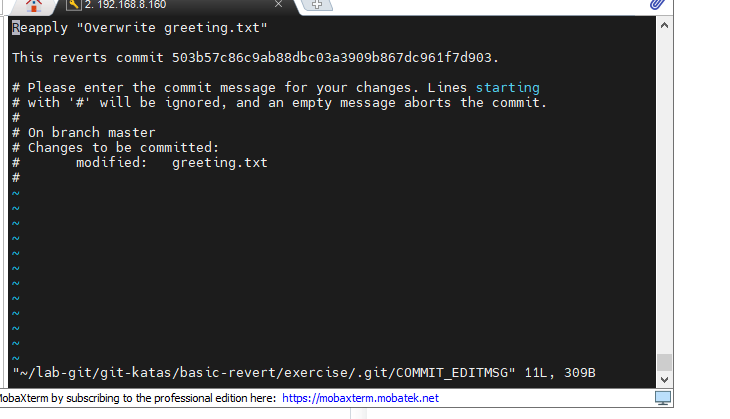 2. 192.168.8.160
Reapply "Overwrite greeting.txt"
This reverts commit 503b57c86c9ab88dbc03a3909b867dc961f7d903.
# Please enter the commit message for your changes. Lines starting
# with '#' will be ignored, and an empty message aborts the commit.
#
# On branch master
# Changes to be committed:
#       modified:   greeting.txt
#
~
~
~
~
~
~
~
~
~
~
~
~
"~/lab-git/git-katas/basic-revert/exercise/.git/COMMIT_EDITMSG" 11L, 309B
MobaXterm by subscribing to the professional edition here: https://mobaxterm.mobatek.net